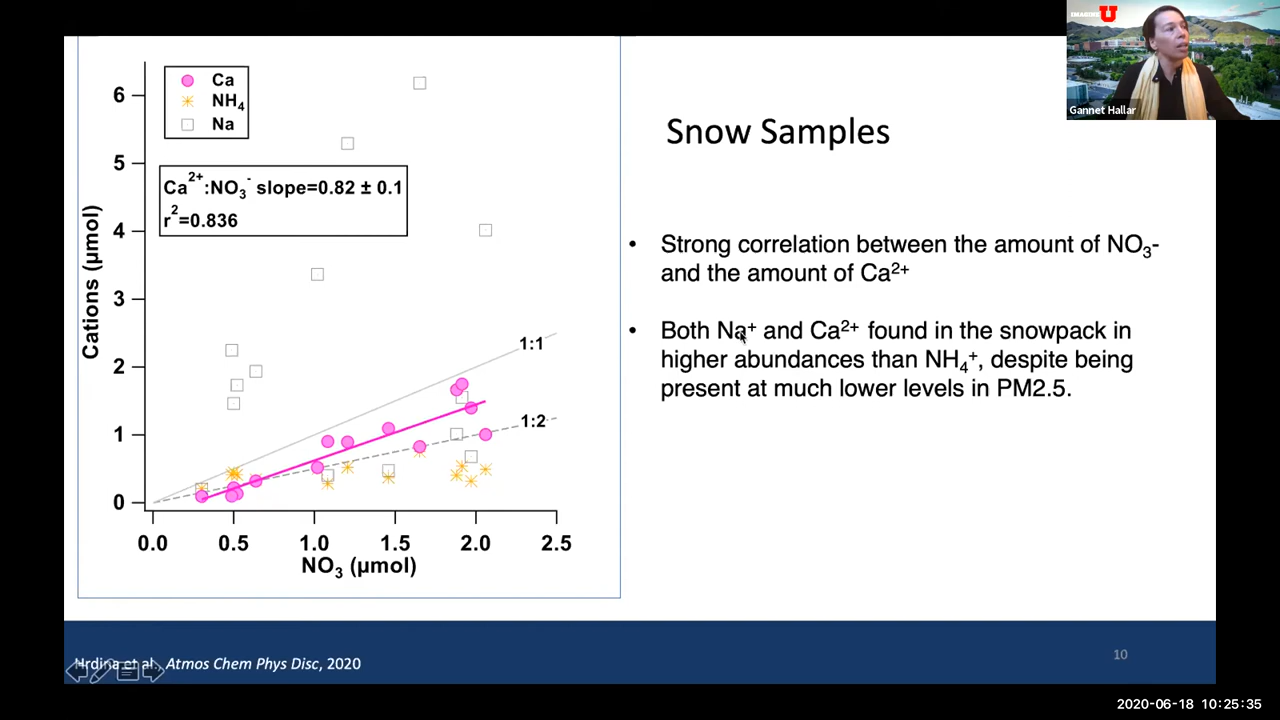 IMAGINE U
Gannet Hallar
Snow Samples
Ca
NH4
Na
Ca2+:NO3- slope=0.82 ± 0.1
r2=0.836
Cations (µmol)
6
5
4
3
2
1
0
1:1
1:2
0.0 0.5 1.0 1.5 2.0 2.5
NO3 (µmol)
• Strong correlation between the amount of NO3-
and the amount of Ca2+
• Both Na+ and Ca2+ found in the snowpack in
higher abundances than NH4+, despite being
present at much lower levels in PM2.5.
Hrdina et al., Atmos Chem Phys Disc, 2020
10
2020-06-18 10:25:35